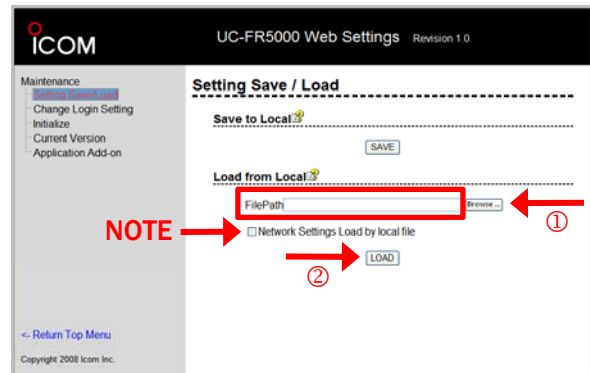 ICOM
UC-FR5000 Web Settings Revision 1.0
Maintenance
Setting Save/Load
Change Login Setting
Initialize
Current Version
Application Add-on
<- Return Top Menu
Copyright 2008 Icom Inc.
Setting Save / Load
Save to Local
SAVE
Load from Local
FilePath Browse ...
①
NOTE
Network Settings Load by local file
LOAD
②